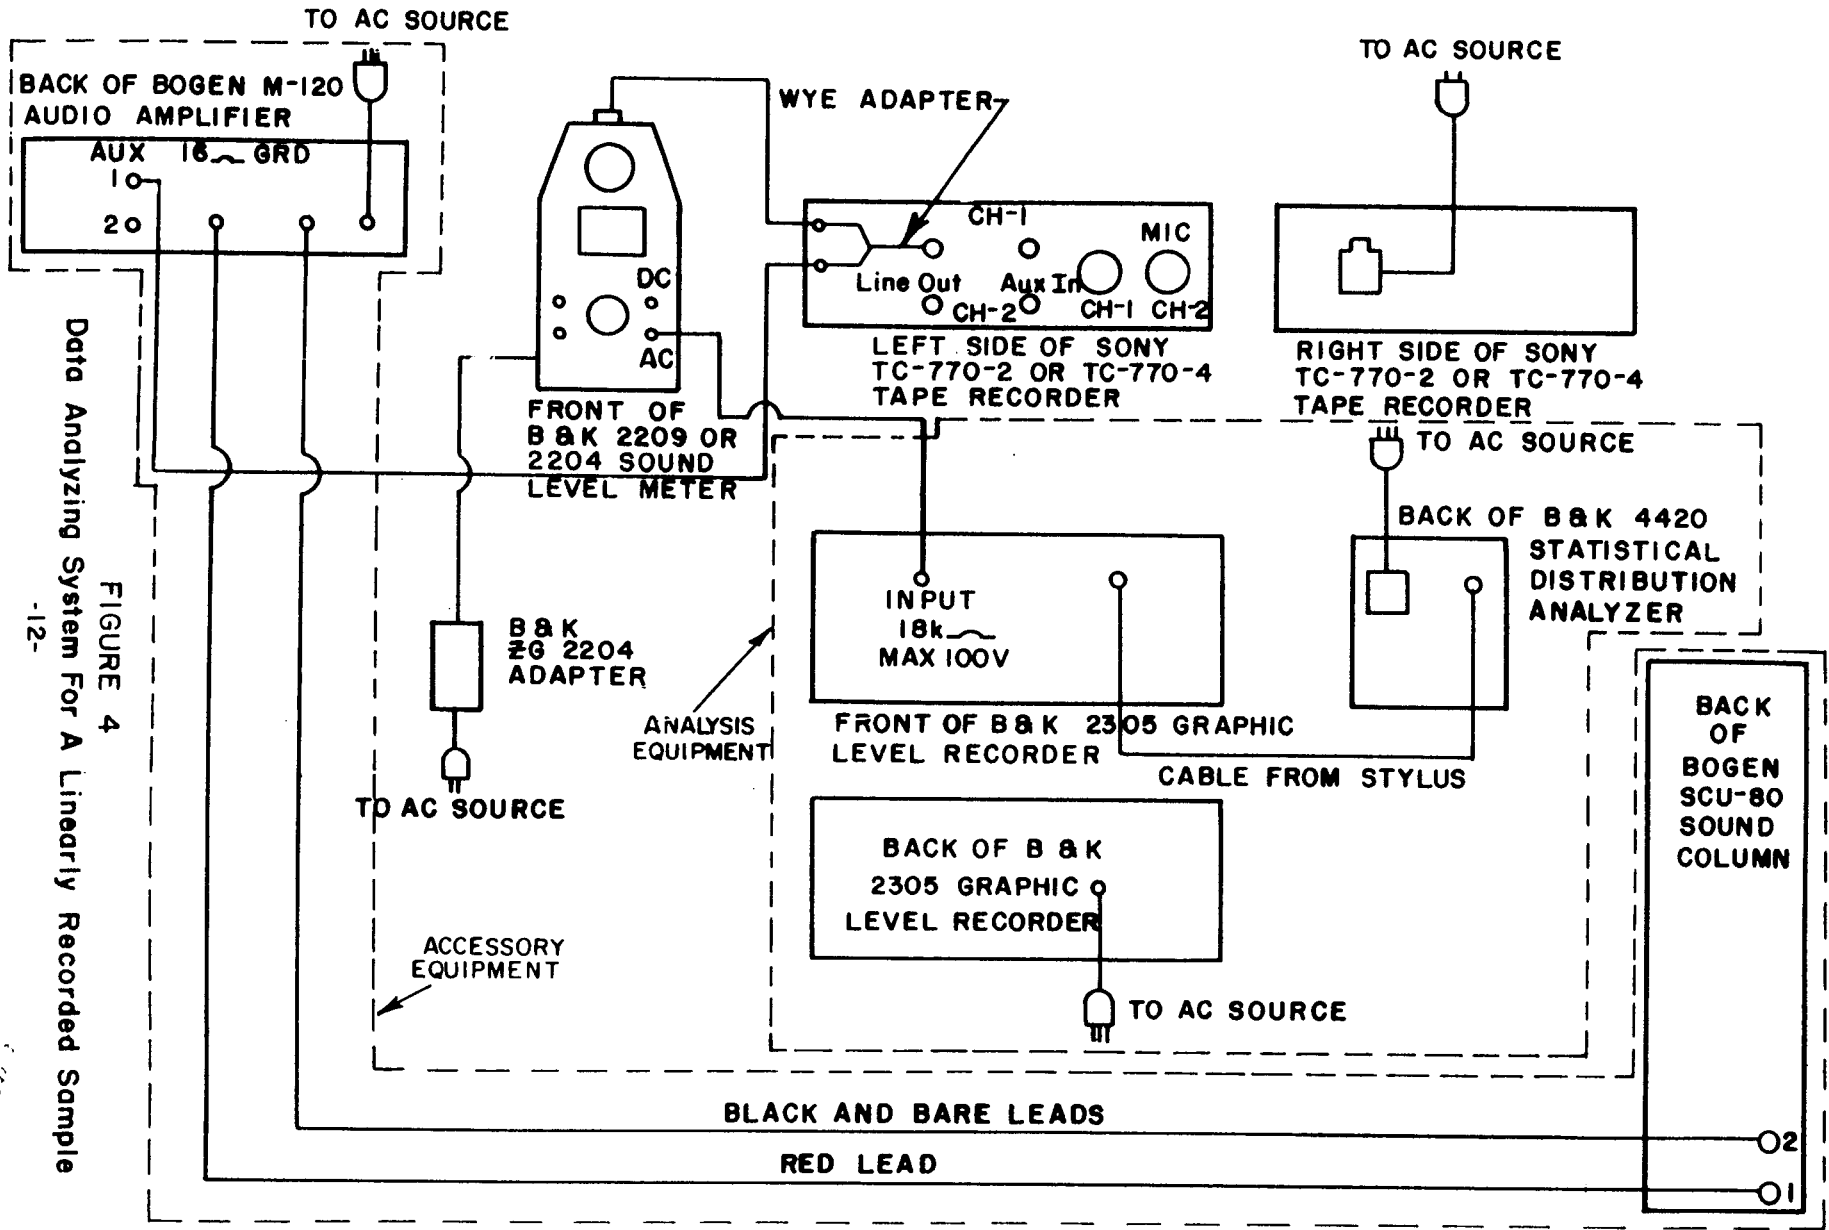 TO AC SOURCE
BACK OF BOGEN M-120
AUDIO AMPLIFIER
AUX 16 GRD
1
2
WYE ADAPTER
TO AC SOURCE
CH-1
MIC
Line Out Aux In
CH-2 CH-1 CH-2
DC
AC
LEFT SIDE OF SONY
TC-770-2 OR TC-770-4
TAPE RECORDER
RIGHT SIDE OF SONY
TC-770-2 OR TC-770-4
TAPE RECORDER
FRONT OF
B & K 2209 OR
2204 SOUND
LEVEL METER
TO AC SOURCE
BACK OF B & K 4420
STATISTICAL
DISTRIBUTION
ANALYZER
INPUT
18k
MAX 100V
B & K
ZG 2204
ADAPTER
TO AC SOURCE
ANALYSIS
EQUIPMENT
FRONT OF B & K 2305 GRAPHIC
LEVEL RECORDER
CABLE FROM STYLUS
BACK
OF
BOGEN
SCU-80
SOUND
COLUMN
BACK OF B & K
2305 GRAPHIC
LEVEL RECORDER
TO AC SOURCE
ACCESSORY
EQUIPMENT
BLACK AND BARE LEADS
2
RED LEAD
1
FIGURE 4
Data Analyzing System For A Linearly Recorded Sample
-12-